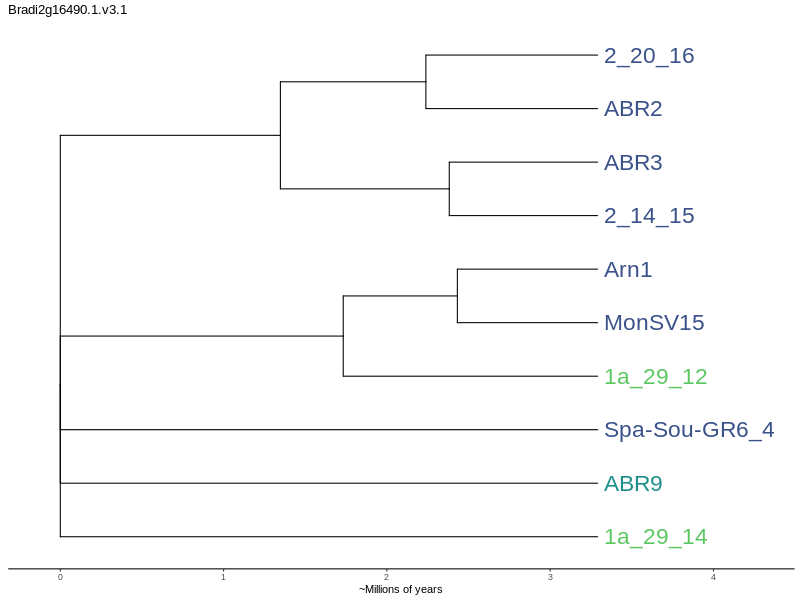 Bradi2g16490.1.v3.1
2_20_16
ABR2
ABR3
2_14_15
Arn1
MonSV15
1a_29_12
Spa-Sou-GR6_4
ABR9
1a_29_14
0 1 2 3 4
~Millions of years